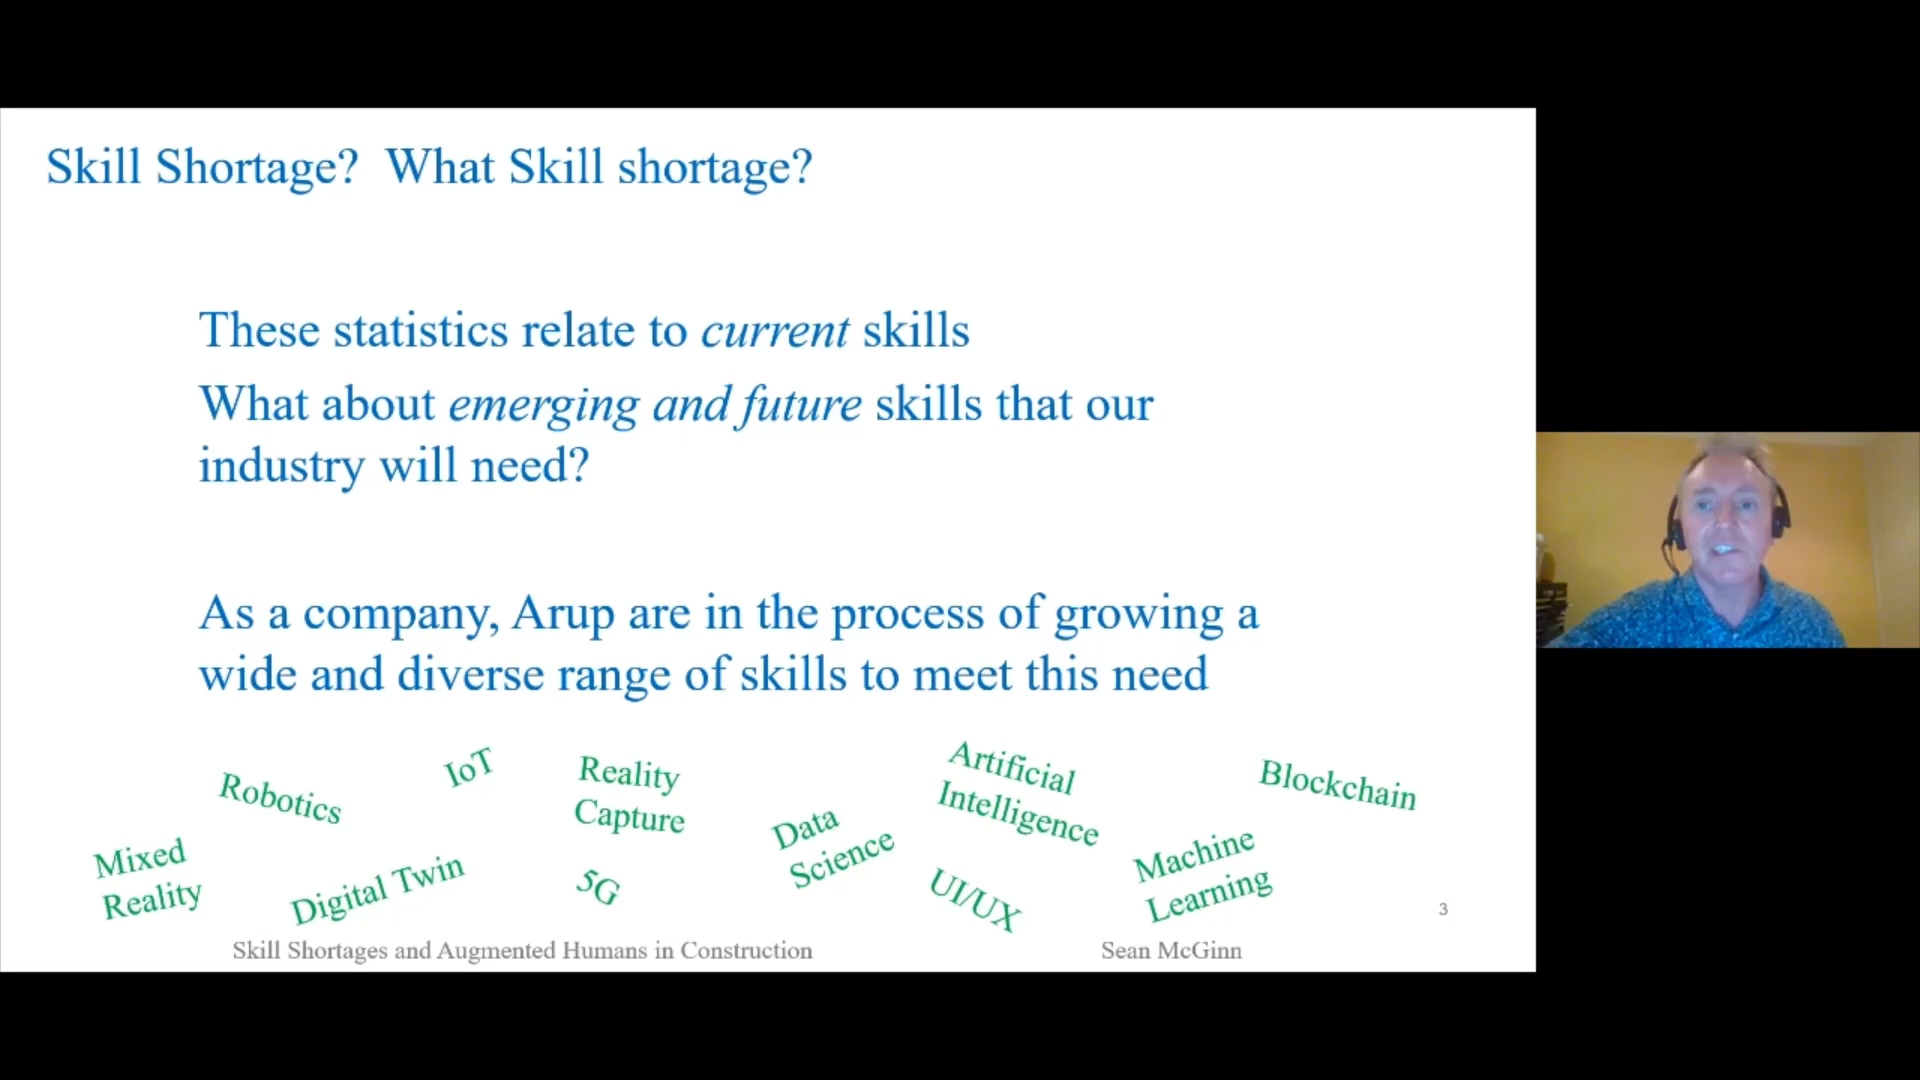 Skill Shortage? What Skill shortage?
These statistics relate to current skills
What about emerging and future skills that our
industry will need?
As a company, Arup are in the process of growing a
wide and diverse range of skills to meet this need
Robotics
IoT
Reality
Capture
Artificial
Intelligence
Blockchain
Mixed
Reality
Digital Twin
5G
Data
Science
UI/UX
Machine
Learning
3
Skill Shortages and Augmented Humans in Construction
Sean McGinn